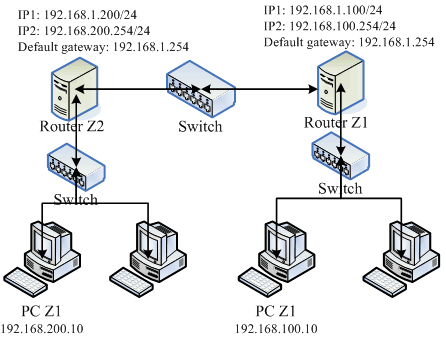 IP1: 192.168.1.200/24
IP2: 192.168.200.254/24
Default gateway: 192.168.1.254
IP1: 192.168.1.100/24
IP2: 192.168.100.254/24
Default gateway: 192.168.1.254
Router Z2
Switch
Router Z1
Switch
Switch
PC Z1
192.168.200.10
PC Z1
192.168.100.10